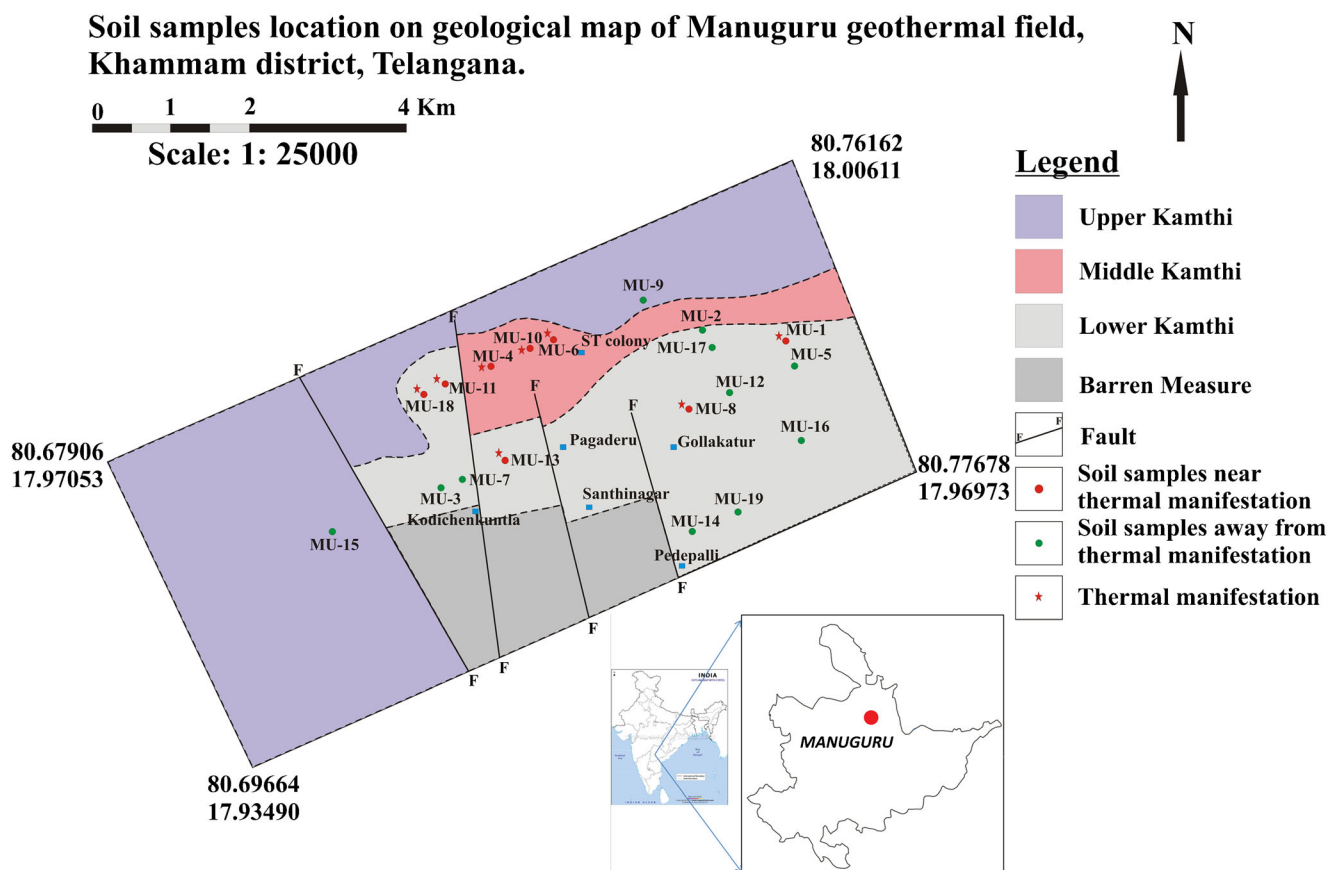 Soil samples location on geological map of Manuguru geothermal field,
Khammam district, Telangana.
N
0 1 2 4 Km
Scale: 1: 25000
80.76162
18.00611
Legend
Upper Kamthi
Middle Kamthi
Lower Kamthi
Barren Measure
F F
Fault
Soil samples near
thermal manifestation
Soil samples away from
thermal manifestation
Thermal manifestation
MU-9
F
MU-2
MU-1
MU-10
MU-6
ST colony
MU-17
MU-4
MU-5
F
MU-11
F
MU-12
MU-18
F
MU-8
80.67906
17.97053
Pagaderu
Gollakatur
MU-16
MU-13
80.77678
17.96973
MU-7
MU-3
Santhinagar
MU-19
Kodichenkunta
MU-14
MU-15
Pedepalli
F
F
F
F
80.69664
17.93490
INDIA
MANUGURU